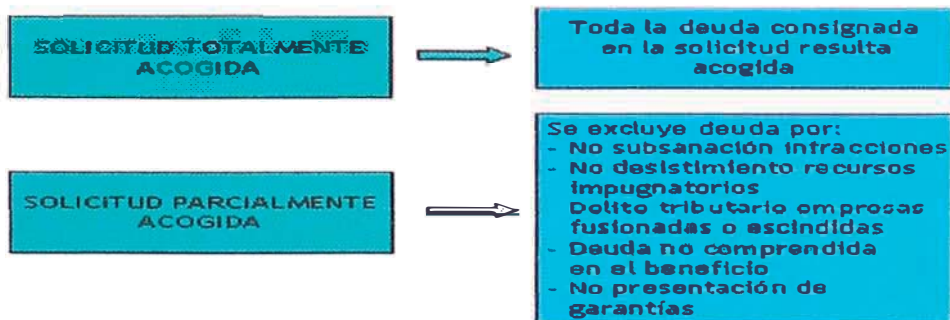 SOLICITUD TOTALMENTE
ACOGIDA
Toda la deuda consignada
en la solicitud resulta
acogida
SOLICITUD PARCIALMENTE
ACOGIDA
Se excluye deuda por:
- No subsanación infracciones
- No desistimiento recursos
impugnatorios
Delito tributario empresas
fusionadas o escindidas
- Deuda no comprendida
en el beneficio
- No presentación de
garantías